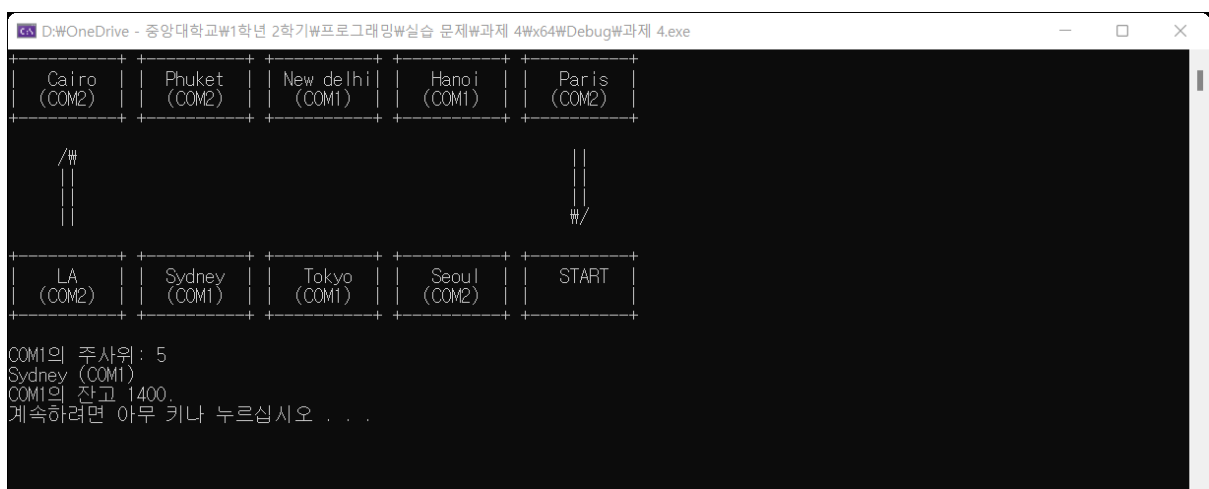 D:₩OneDrive - 중앙대학교₩1학년 2학기₩프로그래밍₩실습 문제₩과제 4₩x64₩Debug₩과제 4.exe
+----------+ +----------+ +----------+ +----------+ +----------+
|   Cairo  | |  Phuket  | |New delhi| |   Hanoi  | |   Paris  |
|  (COM2)  | |  (COM2)  | |  (COM1)  | |  (COM1)  | |  (COM2)  |
+----------+ +----------+ +----------+ +----------+ +----------+
/₩ ||
|| ||
|| ||
|| ₩/
+----------+ +----------+ +----------+ +----------+ +----------+
|    LA    | |  Sydney  | |   Tokyo  | |   Seoul  | |   START  |
|  (COM2)  | |  (COM1)  | |  (COM1)  | |  (COM2)  | |          |
+----------+ +----------+ +----------+ +----------+ +----------+
COM1의 주사위: 5
Sydney (COM1)
COM1의 잔고 1400.
계속하려면 아무 키나 누르십시오 . . .